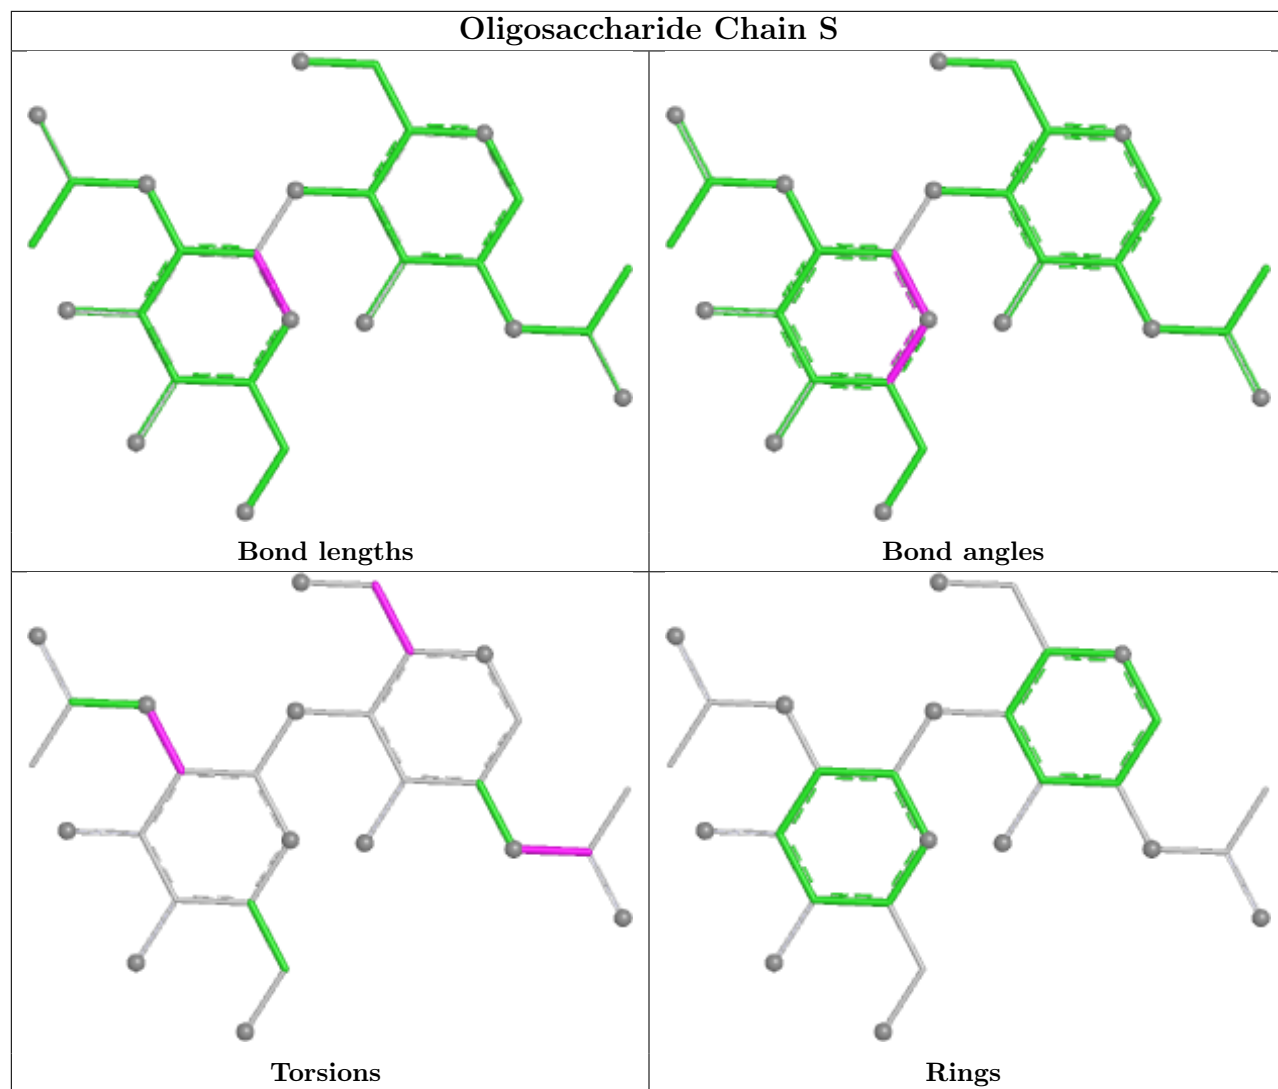 Oligosaccharide Chain S
Bond lengths
Bond angles
Torsions
Rings